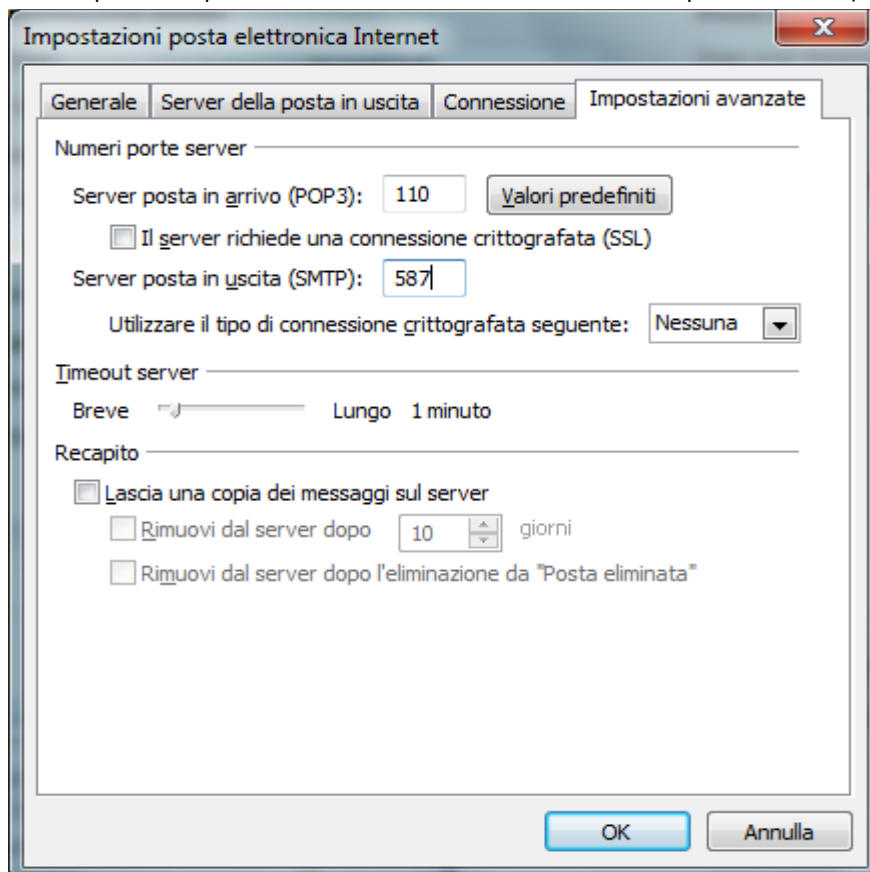 Impostazioni posta elettronica Internet
Generale Server della posta in uscita Connessione Impostazioni avanzate
Numeri porte server
Server posta in arrivo (POP3): 110 Valori predefiniti
Il server richiede una connessione crittografata (SSL)
Server posta in uscita (SMTP): 587
Utilizzare il tipo di connessione crittografata seguente: Nessuna
Timeout server
Breve Lungo 1 minuto
Recapito
Lascia una copia dei messaggi sul server
Rimuovi dal server dopo 10 giorni
Rimuovi dal server dopo l'eliminazione da "Posta eliminata"
OK Annulla